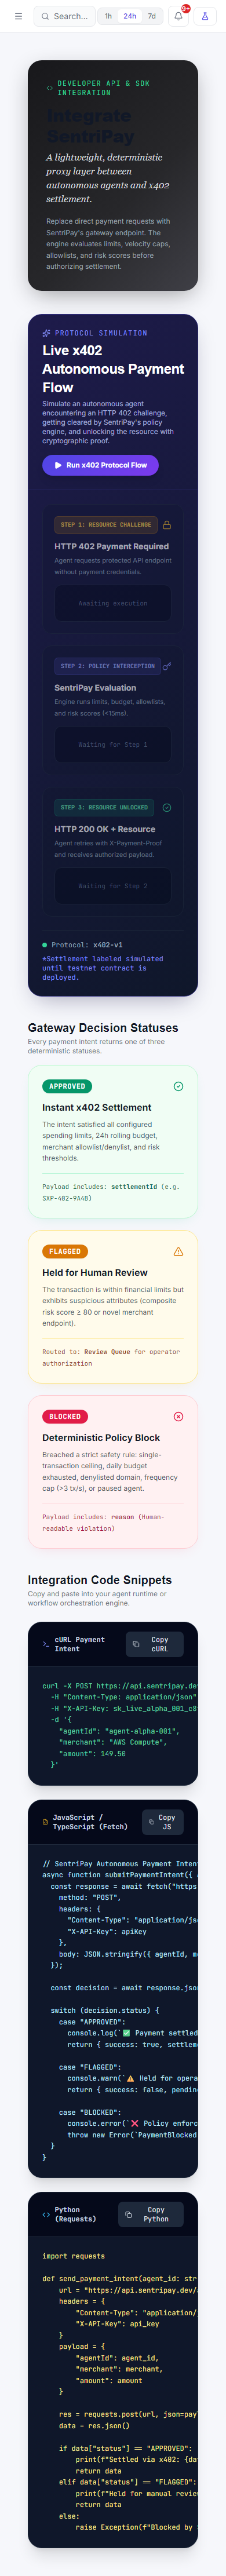 Search...
1h 24h 7d
9+
DEVELOPER API & SDK
INTEGRATION
Integrate
SentriPay
A lightweight, deterministic
proxy layer between
autonomous agents and x402
settlement.
Replace direct payment requests with
SentriPay's gateway endpoint. The
engine evaluates limits, velocity caps,
allowlists, and risk scores before
authorizing settlement.
PROTOCOL SIMULATION
Live x402
Autonomous Payment
Flow
Simulate an autonomous agent
encountering an HTTP 402 challenge,
getting cleared by SentriPay's policy
engine, and unlocking the resource with
cryptographic proof.
Run x402 Protocol Flow
STEP 1: RESOURCE CHALLENGE
HTTP 402 Payment Required
Agent requests protected API endpoint
without payment credentials.
Awaiting execution
STEP 2: POLICY INTERCEPTION
SentriPay Evaluation
Engine runs limits, budget, allowlists,
and risk scores (<15ms).
Waiting for Step 1
STEP 3: RESOURCE UNLOCKED
HTTP 200 OK + Resource
Agent retries with X-Payment-Proof
and receives authorized payload.
Waiting for Step 2
Protocol: x402-v1
*Settlement labeled simulated
until testnet contract is
deployed.
Gateway Decision Statuses
Every payment intent returns one of three
deterministic statuses.
APPROVED
Instant x402 Settlement
The intent satisfied all configured
spending limits, 24h rolling budget,
merchant allowlist/denylist, and risk
thresholds.
Payload includes: settlementId (e.g.
SXP-402-9A4B)
FLAGGED
Held for Human Review
The transaction is within financial limits but
exhibits suspicious attributes (composite
risk score ≥ 80 or novel merchant
endpoint).
Routed to: Review Queue for operator
authorization
BLOCKED
Deterministic Policy Block
Breached a strict safety rule: single-
transaction ceiling, daily budget
exhausted, denylisted domain, frequency
cap (>3 tx/s), or paused agent.
Payload includes: reason (Human-
readable violation)
Integration Code Snippets
Copy and paste into your agent runtime or
workflow orchestration engine.
cURL Payment
Intent
Copy
cURL
curl -X POST https://api.sentripay.de
-H "Content-Type: application/json"
-H "X-API-Key: sk_live_alpha_001_c8
-d '{
"agentId": "agent-alpha-001",
"merchant": "AWS Compute",
"amount": 149.50
}'
JavaScript /
TypeScript (Fetch)
Copy
JS
// SentriPay Autonomous Payment Inten
async function submitPaymentIntent({
const response = await fetch("https
method: "POST",
headers: {
"Content-Type": "application/js
"X-API-Key": apiKey
},
body: JSON.stringify({ agentId, m
});
const decision = await response.jso
switch (decision.status) {
case "APPROVED":
console.log(`✅ Payment settled
return { success: true, settlem
case "FLAGGED":
console.warn(`⚠️ Held for opera
return { success: false, pendin
case "BLOCKED":
console.error(`❌ Policy enforc
throw new Error(`PaymentBlocked
}
}
Python
(Requests)
Copy
Python
import requests
def send_payment_intent(agent_id: str
url = "https://api.sentripay.dev/
headers = {
"Content-Type": "application/
"X-API-Key": api_key
}
payload = {
"agentId": agent_id,
"merchant": merchant,
"amount": amount
}
res = requests.post(url, json=payl
data = res.json()
if data["status"] == "APPROVED":
print(f"Settled via x402: {da
return data
elif data["status"] == "FLAGGED":
print(f"Held for manual revie
return data
else:
raise Exception(f"Blocked by